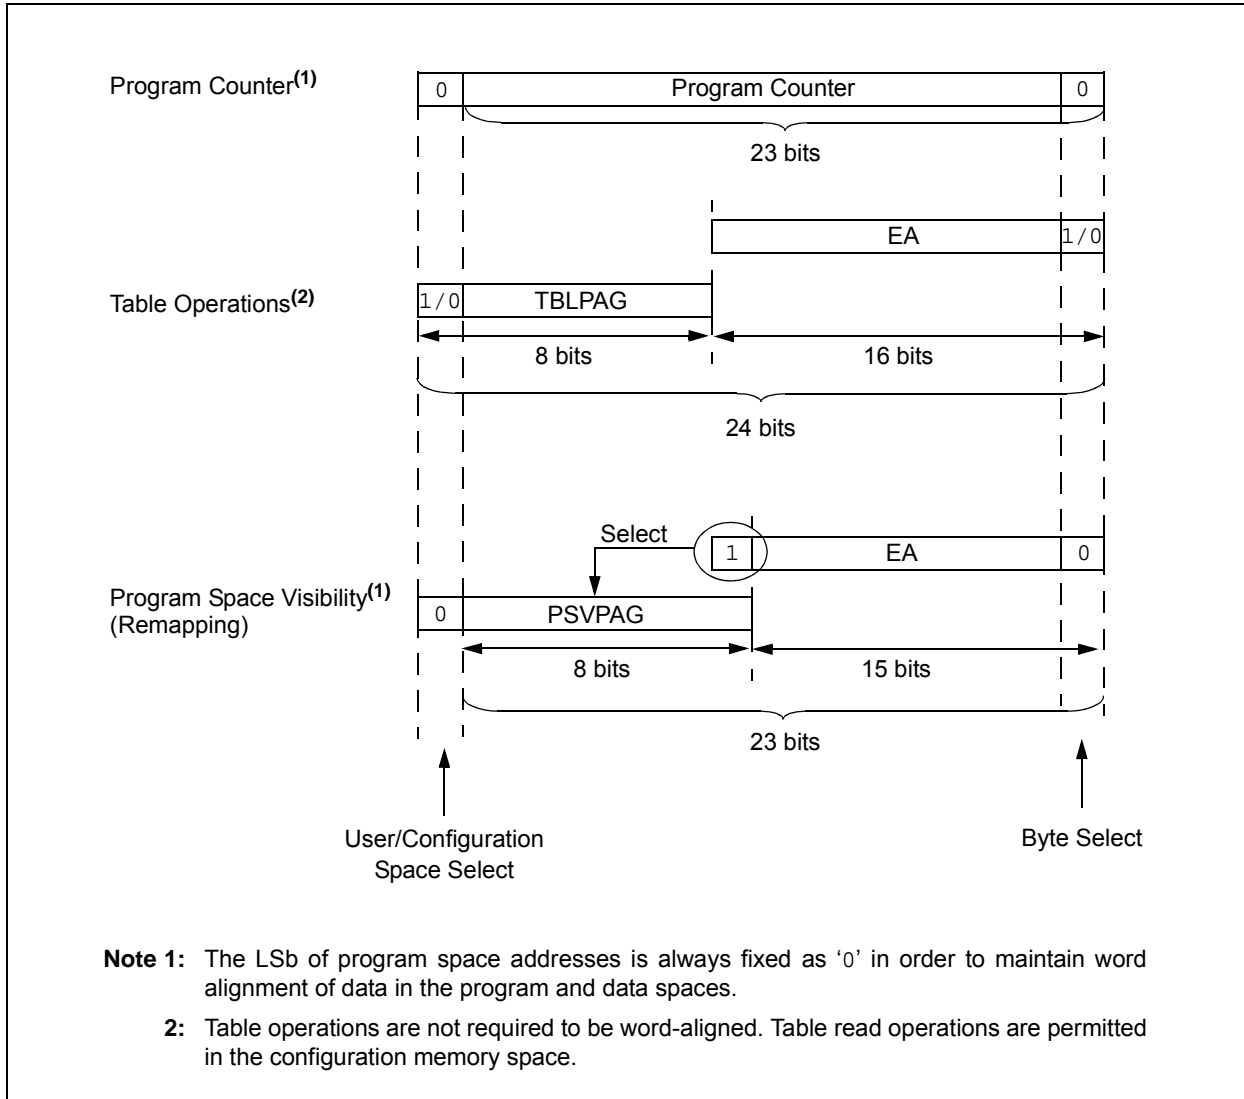 Program Counter(1)
0
Program Counter
0
23 bits
EA
1/0
Table Operations(2)
1/0
TBLPAG
8 bits
16 bits
24 bits
Select
1
EA
0
Program Space Visibility(1)
(Remapping)
0
PSVPAG
8 bits
15 bits
23 bits
User/Configuration
Space Select
Byte Select
Note 1: The LSb of program space addresses is always fixed as ‘0’ in order to maintain word
alignment of data in the program and data spaces.
2: Table operations are not required to be word-aligned. Table read operations are permitted
in the configuration memory space.